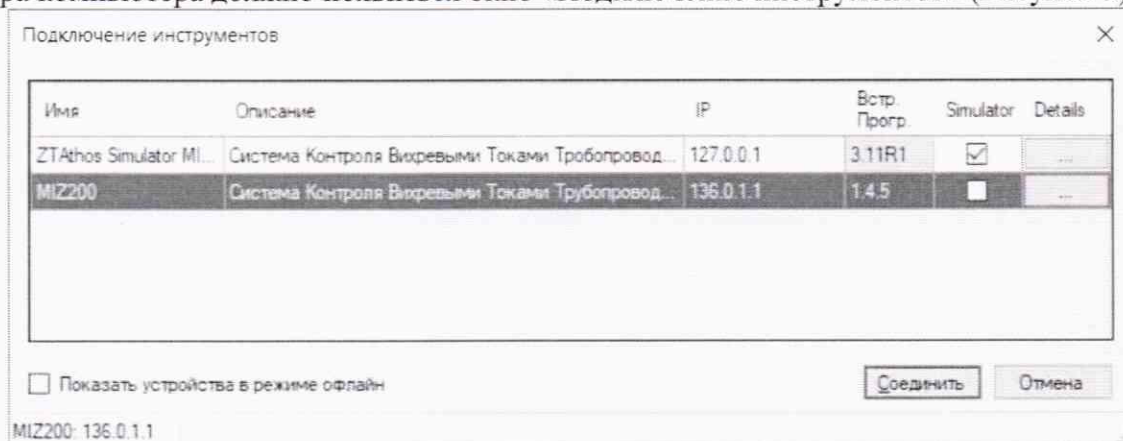 Подключение инструментов
Имя Описание IP Встр. Прогр. Simulator Details
ZTAthos Simulator MI... Система Контроля Вихревыми Токами Тробопровод... 127.0.0.1 3.11R1 ...
MIZ200 Система Контроля Вихревыми Токами Трубопровод... 136.0.1.1 1.4.5 ...
Показать устройства в режиме офлайн Соединить Отмена
MIZ200: 136.0.1.1